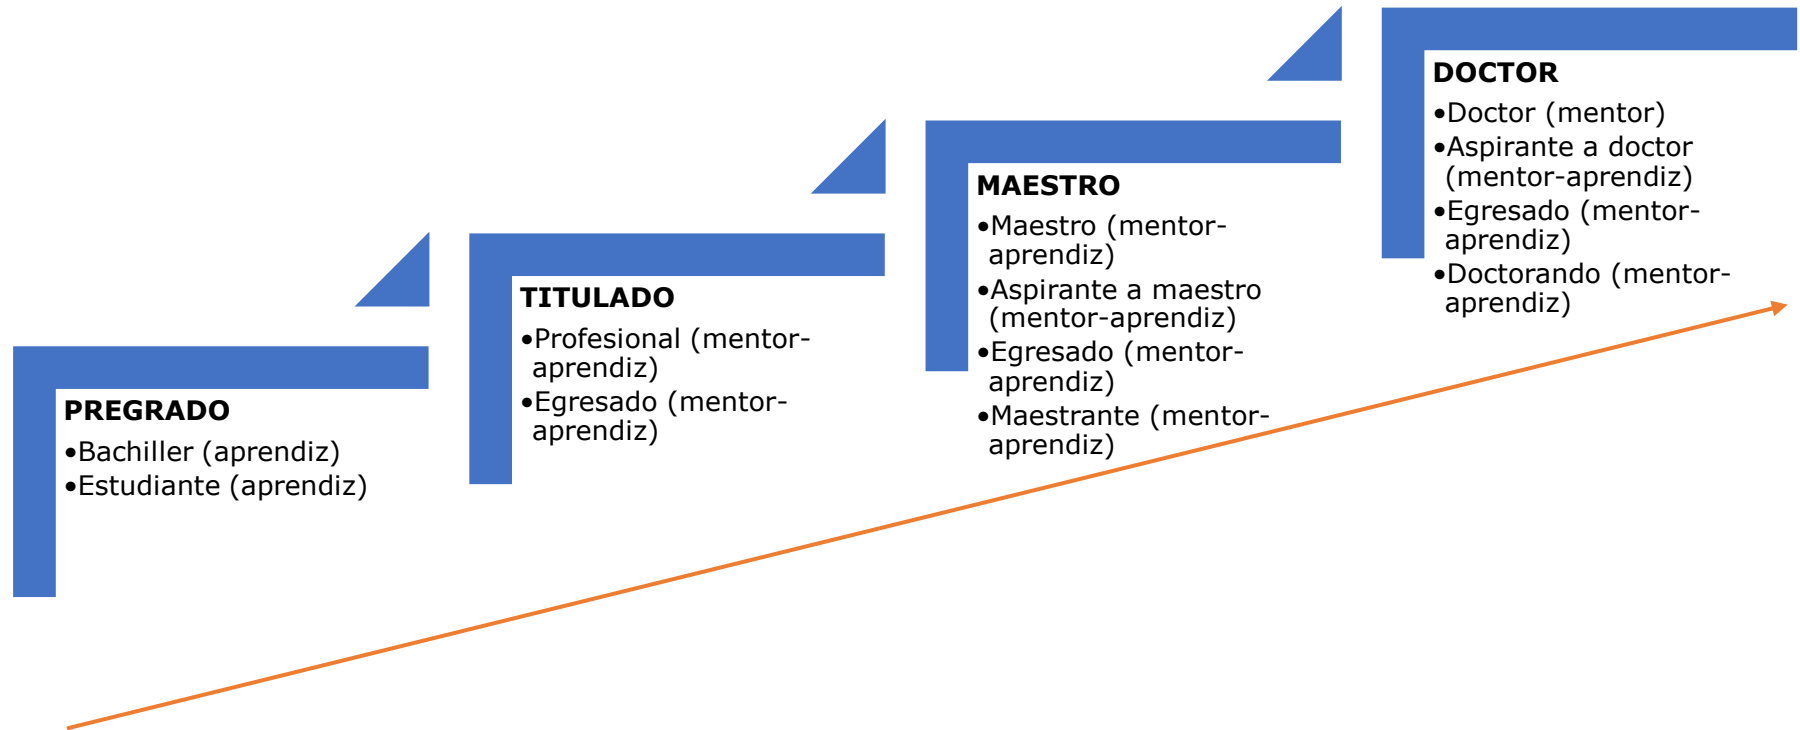 PREGRADO
•Bachiller (aprendiz)
•Estudiante (aprendiz)
TITULADO
•Profesional (mentor-
aprendiz)
•Egresado (mentor-
aprendiz)
MAESTRO
•Maestro (mentor-
aprendiz)
•Aspirante a maestro
(mentor-aprendiz)
•Egresado (mentor-
aprendiz)
•Maestrante (mentor-
aprendiz)
DOCTOR
•Doctor (mentor)
•Aspirante a doctor
(mentor-aprendiz)
•Egresado (mentor-
aprendiz)
•Doctorando (mentor-
aprendiz)